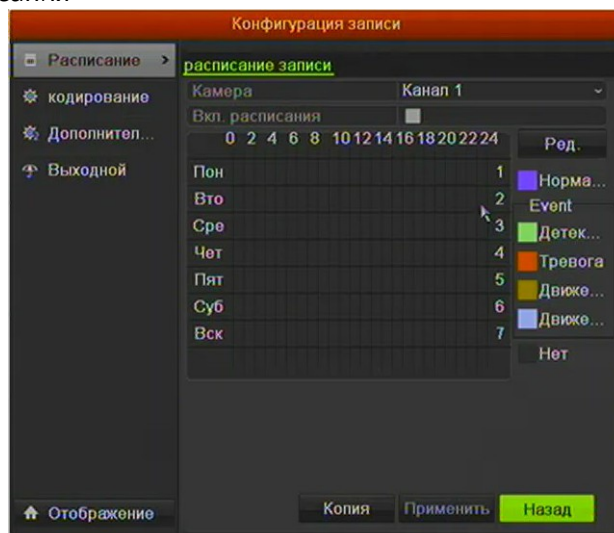 Конфигурация записи
Расписание >
кодирование
Дополнител...
Выходной
Отображение
расписание записи
Камера Канал 1
Вкл. расписания
0 2 4 6 8 10 12 14 16 18 20 22 24
Пон 1
Вто 2
Сре 3
Чет 4
Пят 5
Суб 6
Вск 7
Ред.
Норма...
Event
Детек...
Тревога
Движе...
Движе...
Нет
Копия Применить Назад